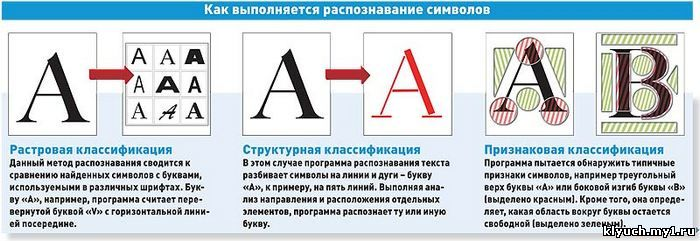 Как выполняется распознавание символов
A
A A A
A A A
A A A
A
A
A
B
Растровая классификация
Данный метод распознавания сводится к
сравнению найденных символов с буквами,
используемыми в различных шрифтах. Бук-
ву «А», например, программа считает пере-
вернутой буквой «V» с горизонтальной лини-
ей посередине.
Структурная классификация
В этом случае программа распознавания текста
разбивает символы на линии и дуги – букву
«А», к примеру, на пять линий. Выполняя ана-
лиз направления и расположения отдельных
элементов, программа распознает ту или иную
букву.
Признаковая классификация
Программа пытается обнаружить типичные
признаки символов, например треугольный
верх буквы «А» или боковой изгиб буквы «В»
(выделено красным). Кроме того, она опреде-
ляет, какая область вокруг буквы остается
свободной (выделено зеленым).
klyuch.my1.ru